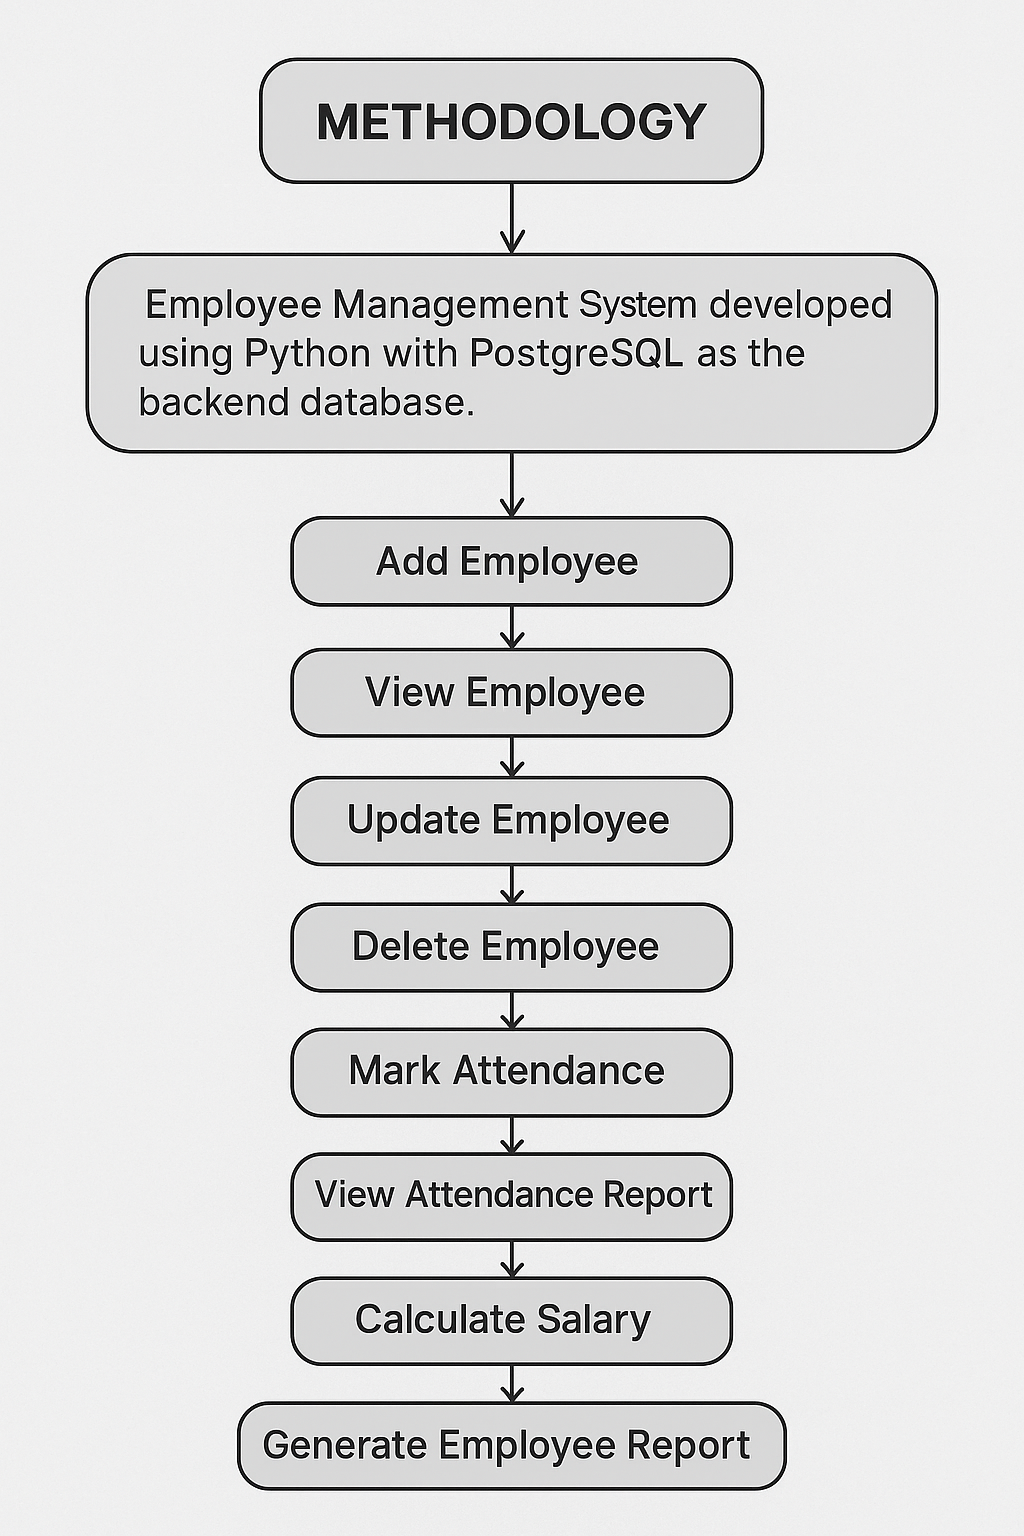 METHODOLOGY
Employee Management System developed
using Python with PostgreSQL as the
backend database.
Add Employee
View Employee
Update Employee
Delete Employee
Mark Attendance
View Attendance Report
Calculate Salary
Generate Employee Report